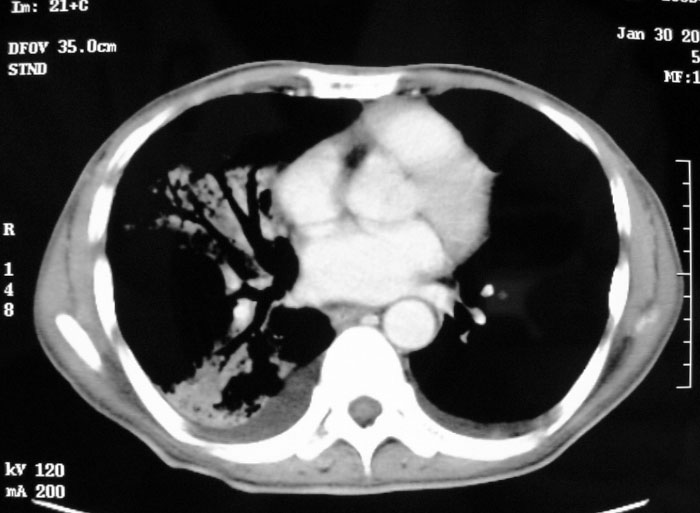 Im: 21+C
DFOV 35.0cm
STND
Jan 30 20
5
MF:1
R
1
4
8
kV 120
mA 200